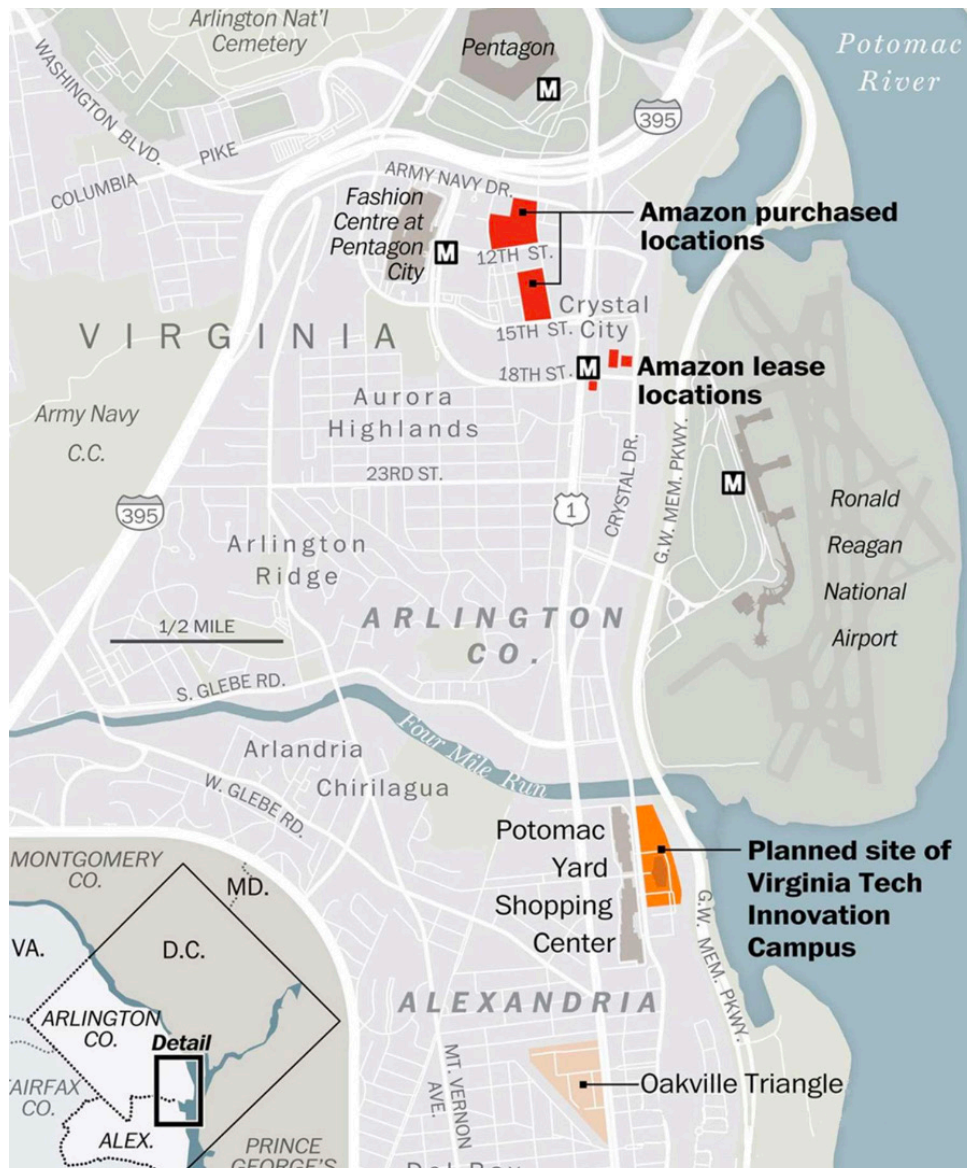 Arlington Nat'l
Cemetery
Pentagon
M
Potomac
River
WASHINGTON BLVD.
395
COLUMBIA PIKE
ARMY NAVY DR.
Fashion
Centre at
Pentagon
City
M
Amazon purchased
locations
12TH ST.
Crystal
City
VIRGINIA
15TH ST.
18TH ST.
M
Amazon lease
locations
Aurora
Highlands
Army Navy
C.C.
23RD ST.
CRYSTAL DR.
G.W. MEM. PKWY.
M
395
1
Ronald
Reagan
National
Airport
Arlington
Ridge
ARLINGTON
CO.
1/2 MILE
S. GLEBE RD.
Four Mile Run
Arlandria
Chirilagua
W. GLEBE RD.
Potomac
Yard
Shopping
Center
Planned site of
Virginia Tech
Innovation
Campus
G.W. MEM. PKWY.
ALEXANDRIA
MT. VERNON
AVE.
Oakville Triangle
Del Ray
MONTGOMERY
CO.
MD.
VA.
D.C.
ARLINGTON
CO.
Detail
FAIRFAX
CO.
ALEX.
PRINCE
GEORGE'S